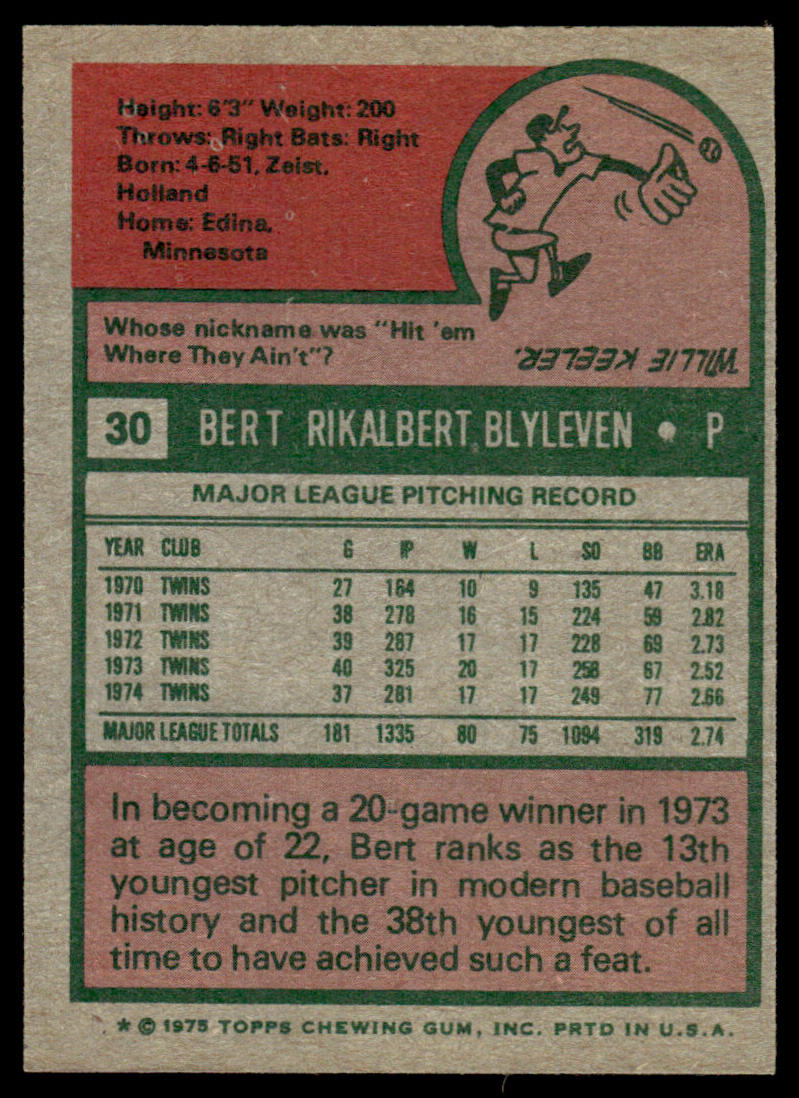 Height: 6'3" Weight: 200
Throws: Right Bats: Right
Born: 4-6-51, Zeist,
Holland
Home: Edina,
Minnesota
Whose nickname was "Hit 'em
Where They Ain't"?
WILLIE KEELER.
30 BERT RIKALBERT BLYLEVEN • P
MAJOR LEAGUE PITCHING RECORD
YEAR CLUB G IP W L SO BB ERA
1970 TWINS 27 164 10 9 135 47 3.18
1971 TWINS 38 278 16 15 224 59 2.82
1972 TWINS 39 287 17 17 228 69 2.73
1973 TWINS 40 325 20 17 258 67 2.52
1974 TWINS 37 281 17 17 249 77 2.66
MAJOR LEAGUE TOTALS 181 1335 80 75 1094 319 2.74
In becoming a 20-game winner in 1973
at age of 22, Bert ranks as the 13th
youngest pitcher in modern baseball
history and the 38th youngest of all
time to have achieved such a feat.
* © 1975 TOPPS CHEWING GUM, INC. PRTD IN U.S.A.